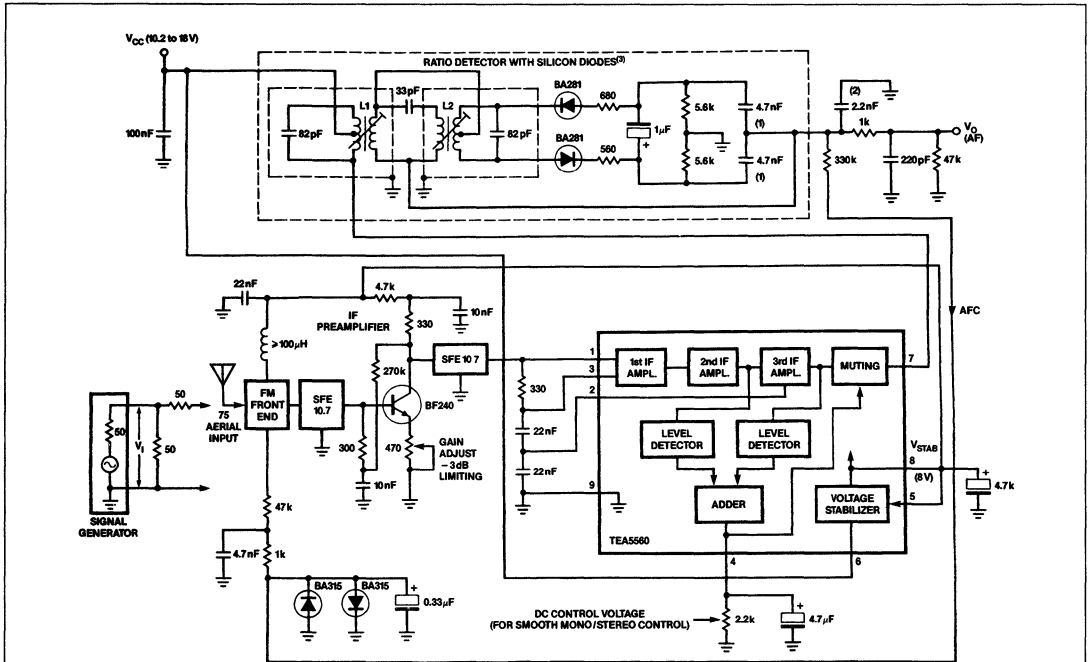 VCC (10.2 to 18V)
RATIO DETECTOR WITH SILICON DIODES(3)
100nF
82pF
L1
33pF
L2
82pF
BA281
680
BA281
560
1μF
+
5.6k
5.6k
4.7nF
(1)
4.7nF
(1)
(2)
2.2nF
1k
330k
220pF
47k
VO
(AF)
AFC
22nF
4.7k
10nF
IF
PREAMPLIFIER
330
≥100μH
270k
SFE 10 7
BF240
FM
FRONT
END
SFE
10.7
75
AERIAL
INPUT
50
50
VI
50
SIGNAL
GENERATOR
300
10nF
470
GAIN
ADJUST
–3dB
LIMITING
330
22nF
22nF
1
3
2
9
1st IF
AMPL.
2nd IF
AMPL.
3rd IF
AMPL.
MUTING
7
LEVEL
DETECTOR
LEVEL
DETECTOR
ADDER
VSTAB
8
(8V)
5
VOLTAGE
STABILIZER
+
4.7k
TEA5560
4
6
47k
4.7nF
1k
BA315
BA315
+
0.33μF
DC CONTROL VOLTAGE
(FOR SMOOTH MONO/STEREO CONTROL)
2.2k
+
4.7μF